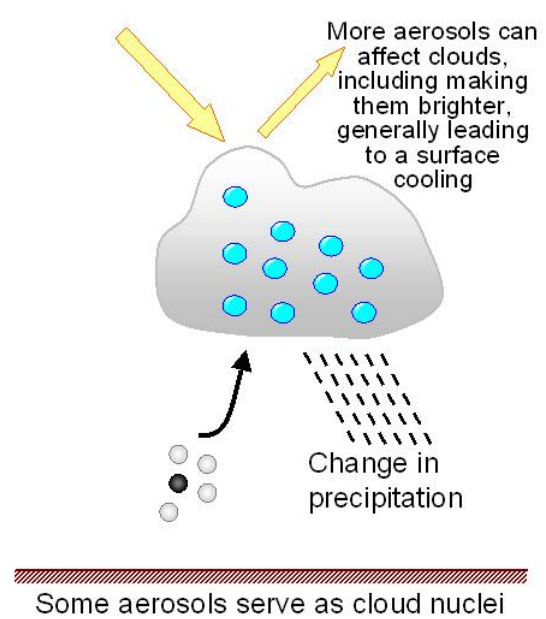 More aerosols can
affect clouds,
including making
them brighter,
generally leading
to a surface
cooling
Change in
precipitation
Some aerosols serve as cloud nuclei